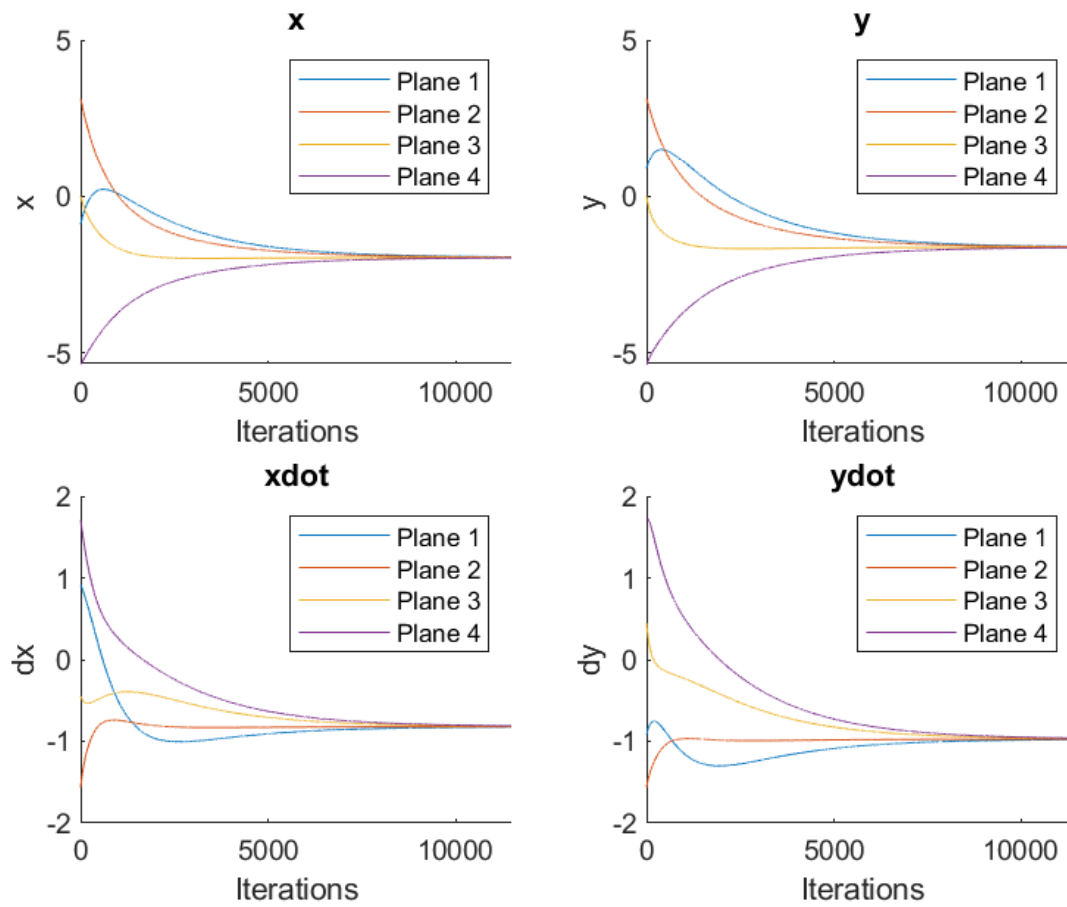 x
5
0
-5
x
0
5000
10000
Iterations
Plane 1
Plane 2
Plane 3
Plane 4
y
5
0
-5
y
0
5000
10000
Iterations
Plane 1
Plane 2
Plane 3
Plane 4
xdot
2
1
0
-1
-2
dx
0
5000
10000
Iterations
Plane 1
Plane 2
Plane 3
Plane 4
ydot
2
1
0
-1
-2
dy
0
5000
10000
Iterations
Plane 1
Plane 2
Plane 3
Plane 4